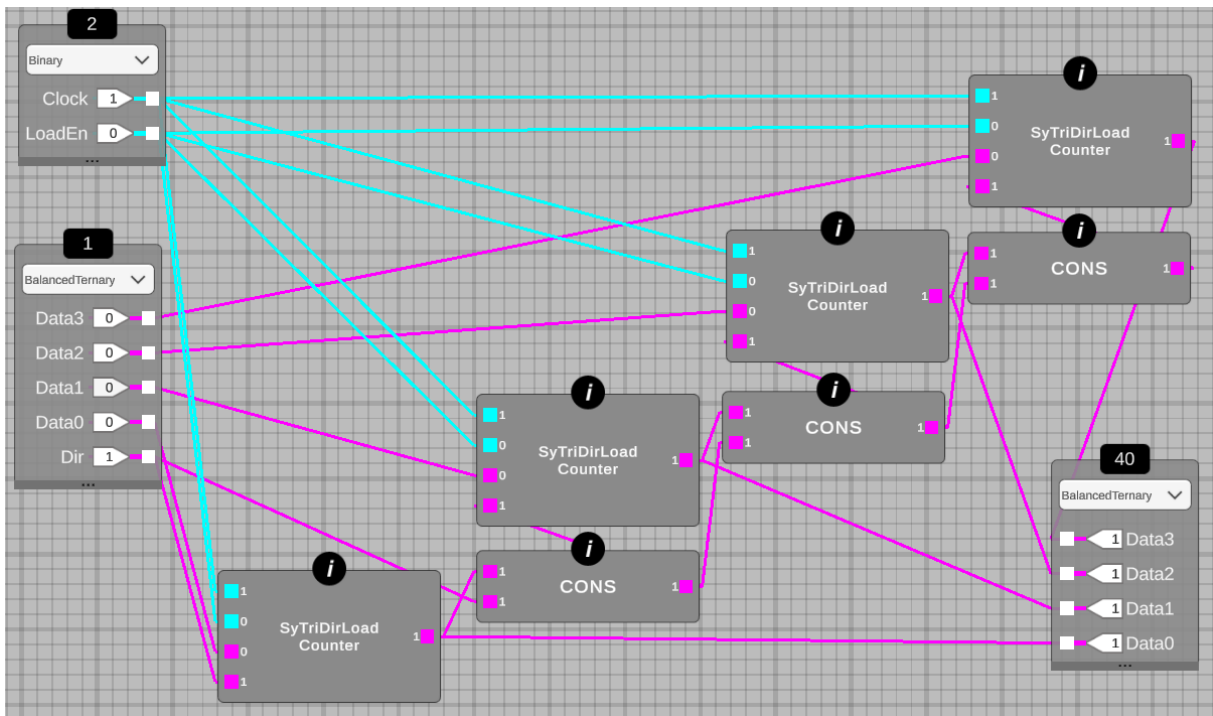 2
Binary
Clock 1
LoadEn 0
...
1
BalancedTernary
Data3 0
Data2 0
Data1 0
Data0 0
Dir 1
...
i
1
0
0
1
SyTriDirLoad
Counter
1
i
1
1
CONS
1
i
1
0
0
1
SyTriDirLoad
Counter
1
i
1
1
CONS
1
i
1
0
0
1
SyTriDirLoad
Counter
1
i
1
1
CONS
1
i
1
0
0
1
SyTriDirLoad
Counter
1
40
BalancedTernary
1 Data3
1 Data2
1 Data1
1 Data0
...